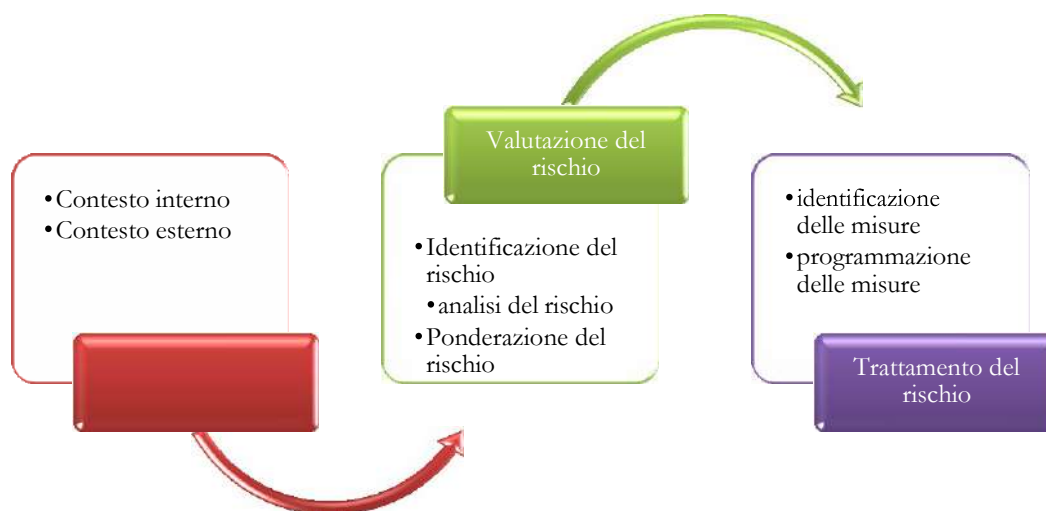 •Contesto interno
•Contesto esterno
Valutazione del
rischio
•Identificazione del
rischio
•analisi del rischio
•Ponderazione del
rischio
•identificazione
delle misure
•programmazione
delle misure
Trattamento del
rischio